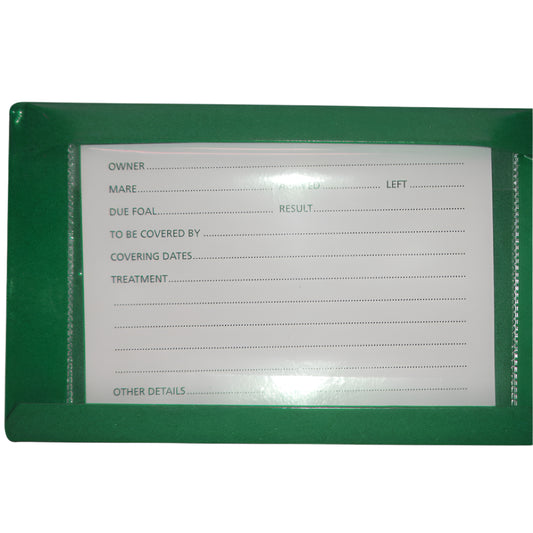 OWNER
MARE LEFT
DUE FOAL RESULT
TO BE COVERED BY
COVERING DATES
TREATMENT
OTHER DETAILS